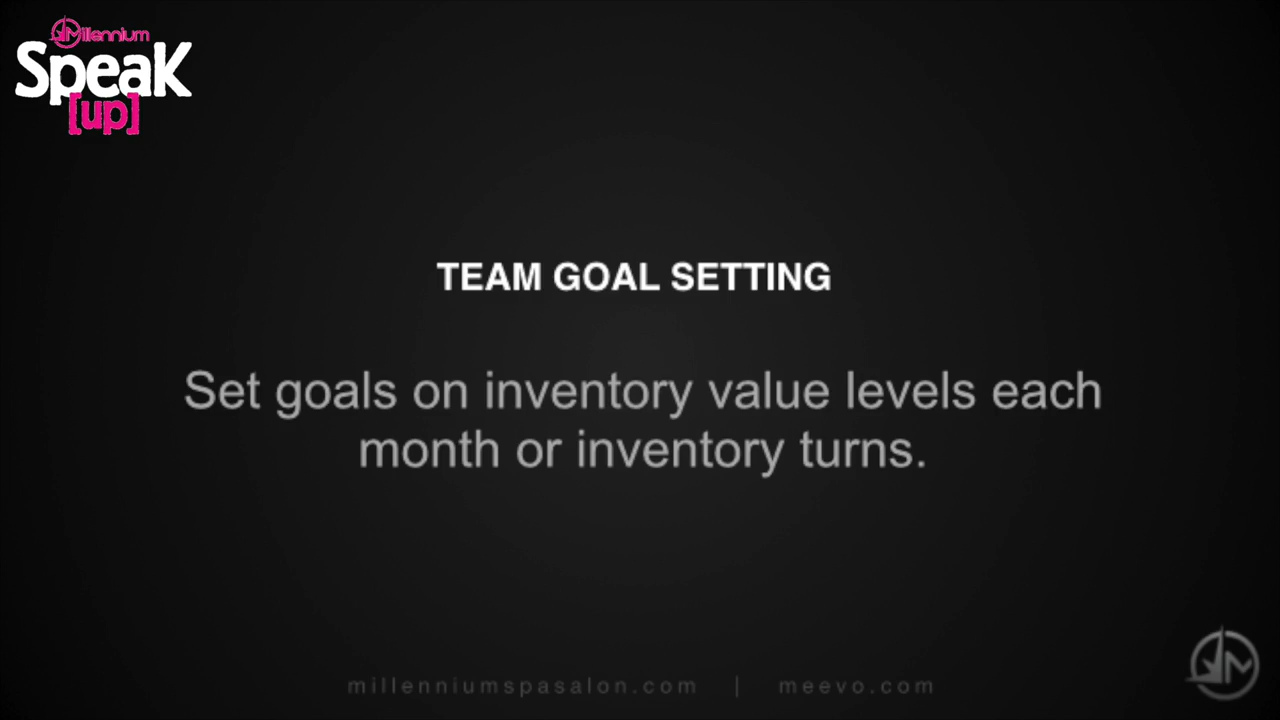 Millennium
Speak
[up]
TEAM GOAL SETTING
Set goals on inventory value levels each
month or inventory turns.
millenniumspasalon.com | meevo.com